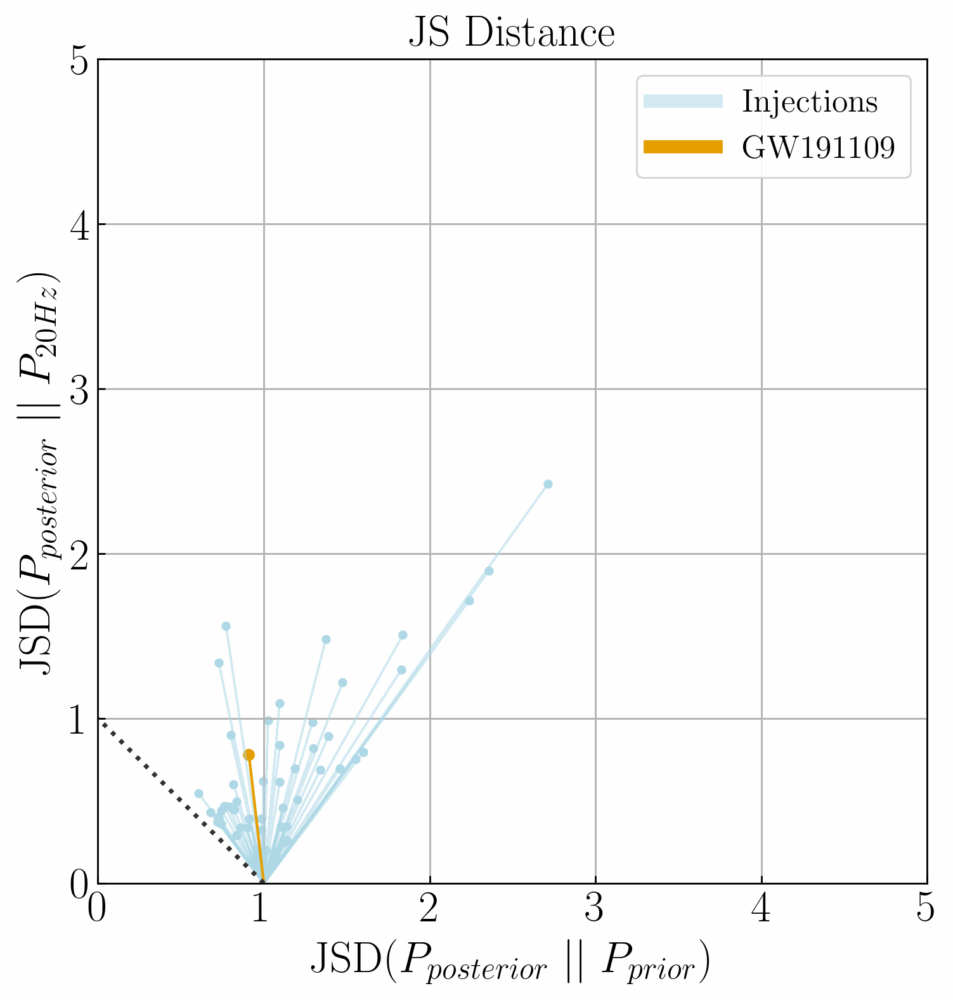 JS Distance
5
4
3
2
1
0
JSD(P_posterior || P_20Hz)
Injections
GW191109
0 1 2 3 4 5
JSD(P_posterior || P_prior)